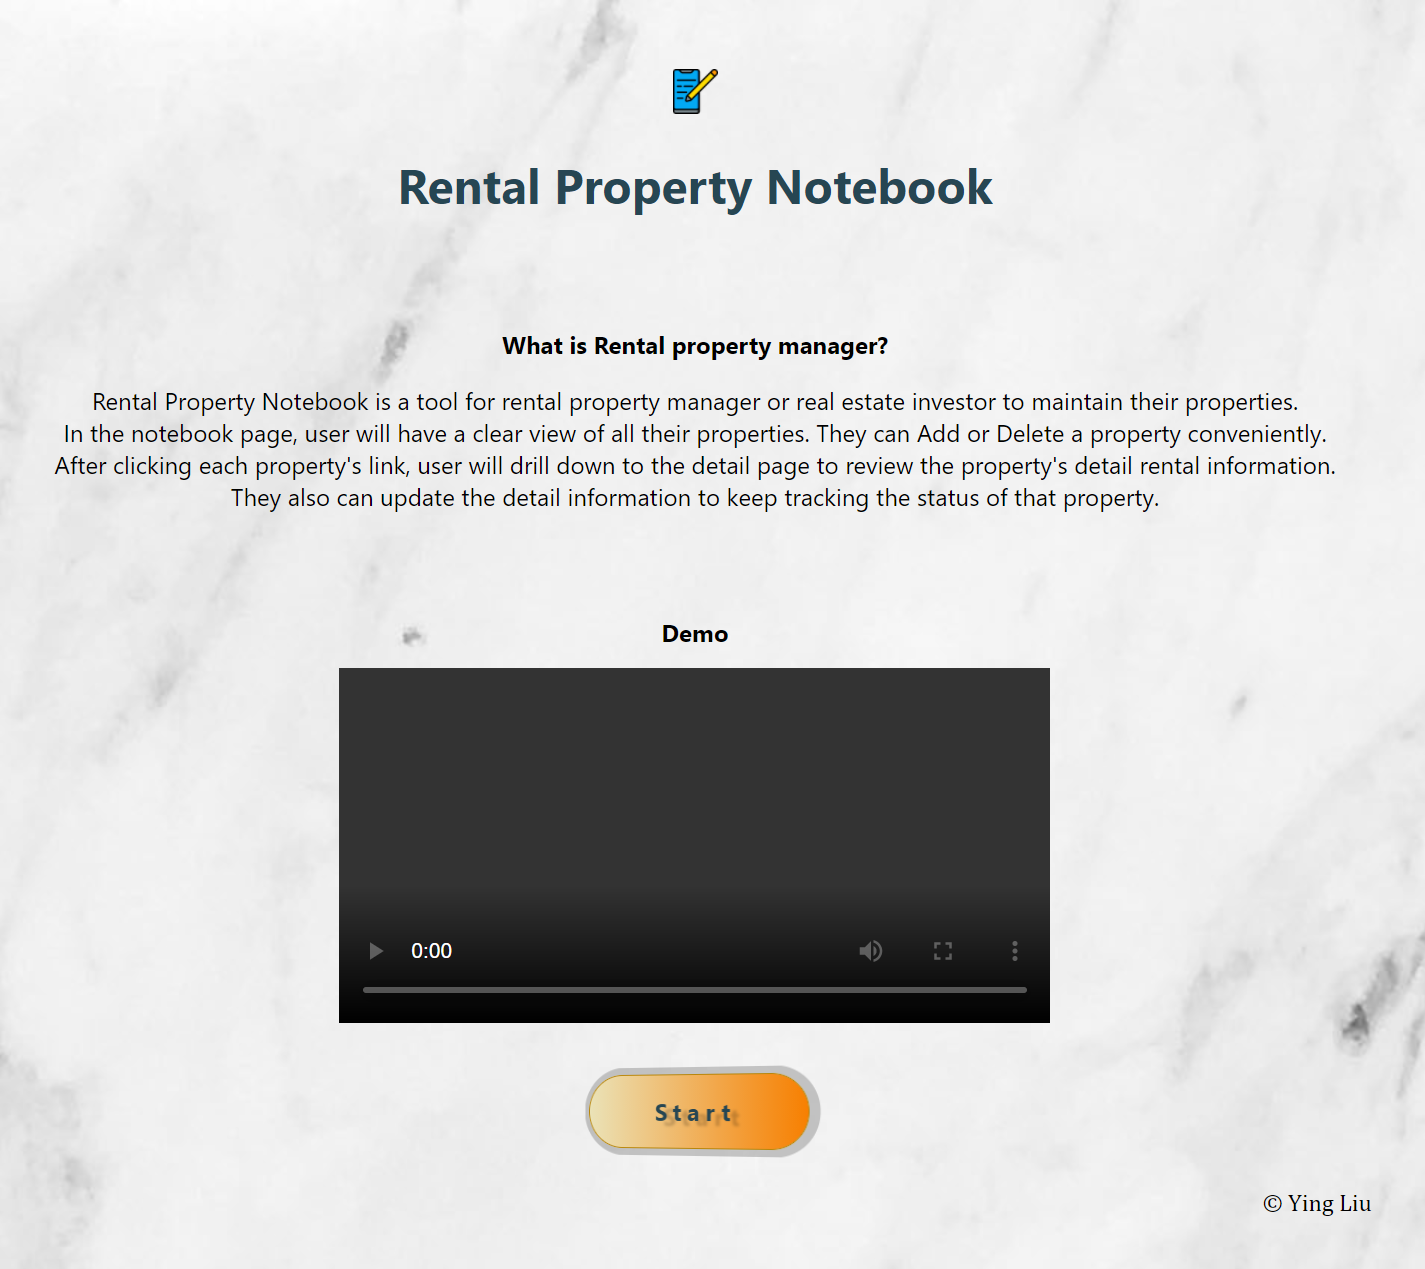 Rental Property Notebook
What is Rental property manager?
Rental Property Notebook is a tool for rental property manager or real estate investor to maintain their properties.
In the notebook page, user will have a clear view of all their properties. They can Add or Delete a property conveniently.
After clicking each property's link, user will drill down to the detail page to review the property's detail rental information.
They also can update the detail information to keep tracking the status of that property.
Demo
0:00
Start
© Ying Liu